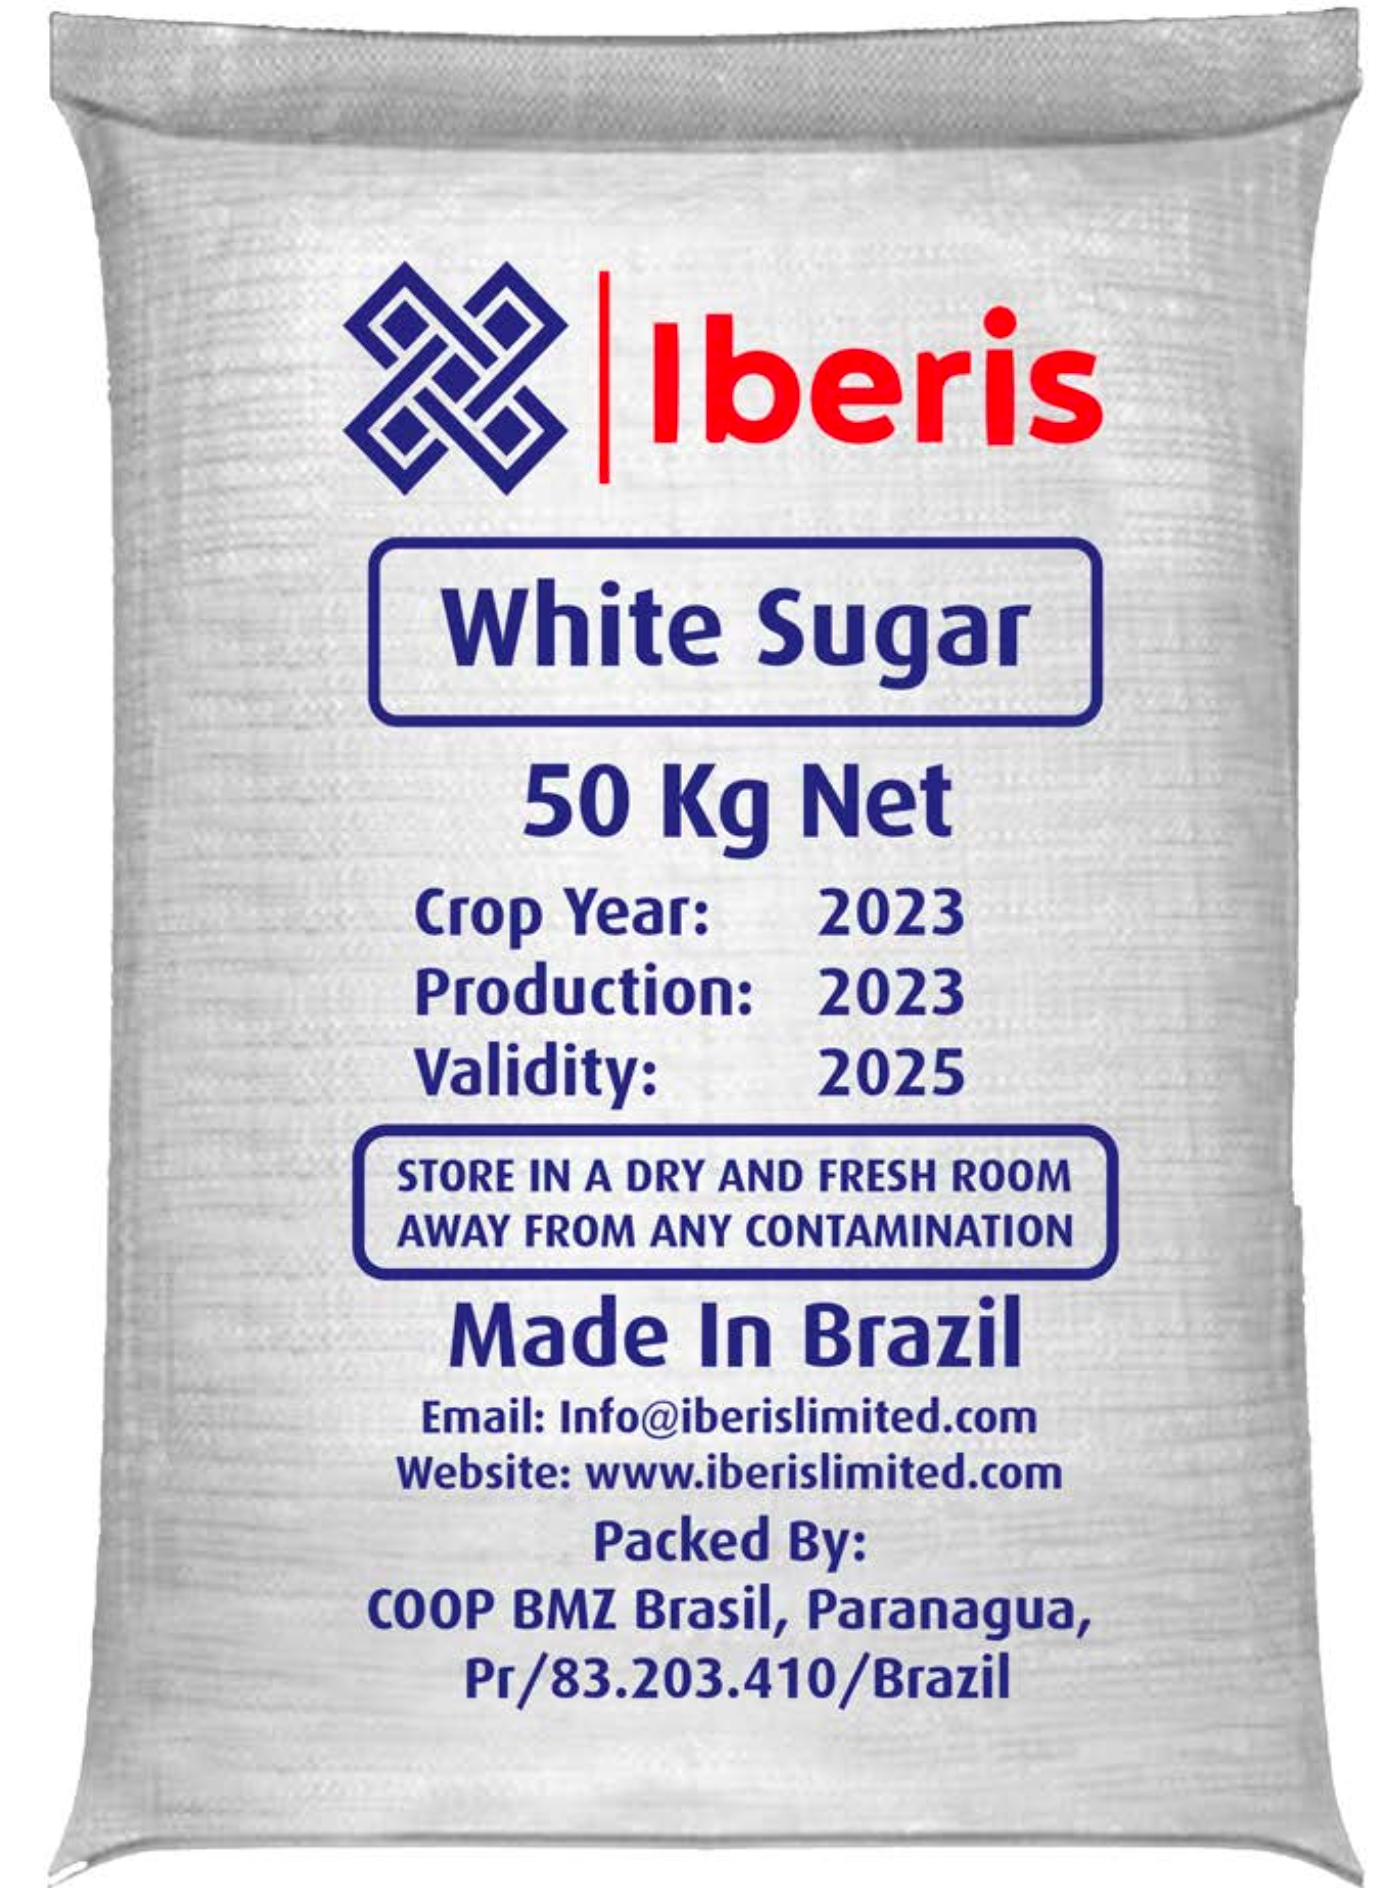 Iberis
White Sugar
50 Kg Net
Crop Year: 2023
Production: 2023
Validity: 2025
STORE IN A DRY AND FRESH ROOM
AWAY FROM ANY CONTAMINATION
Made In Brazil
Email: Info@iberislimited.com
Website: www.iberislimited.com
Packed By:
COOP BMZ Brasil, Paranagua,
Pr/83.203.410/Brazil